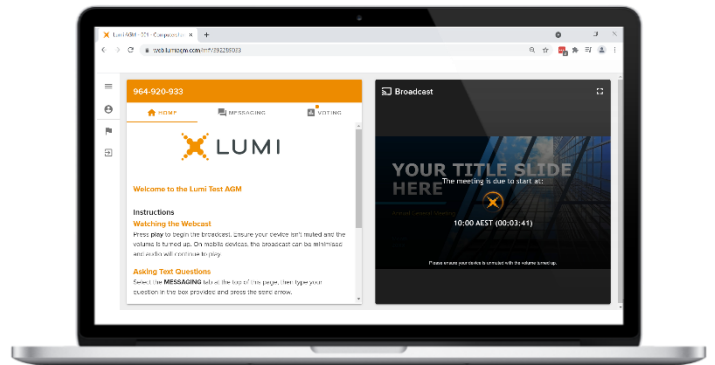 964-920-933
HOME
MESSAGING
VOTING
LUMI
Welcome to the Lumi Test AGM
Instructions
Watching the Webcast
Press play to begin the broadcast. Ensure your device isn't muted and the
volume is turned up. On mobile devices, the broadcast can be minimised
and audio will continue to play.
Asking Text Questions
Select the MESSAGING tab at the top of this page, then type your
question in the box provided and press the send arrow.
Broadcast
YOUR TITLE SLIDE
HERE
The meeting is due to start at:
10:00 AEST (00:03:41)
Please ensure your device is unmuted with the volume turned up.